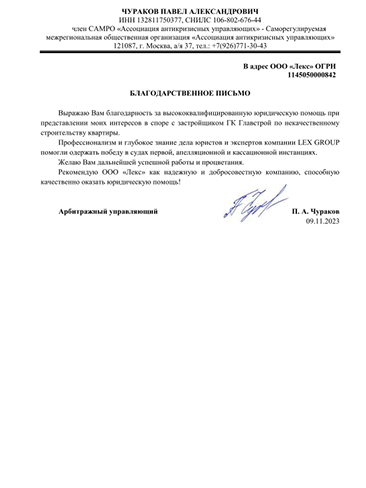 ЧУРАКОВ ПАВЕЛ АЛЕКСАНДРОВИЧ
ИНН 132811750377, СНИЛС 106-802-676-44
член САМРО «Ассоциация антикризисных управляющих» - Саморегулируемая
межрегиональная общественная организация «Ассоциация антикризисных управляющих»
121087, г. Москва, а/я 37, тел.: +7(926)771-30-43
В адрес ООО «Лекс» ОГРН
1145050000842
БЛАГОДАРСТВЕННОЕ ПИСЬМО
Выражаю Вам благодарность за высококвалифицированную юридическую помощь при
представлении моих интересов в споре с застройщиком ГК Главстрой по некачественному
строительству квартиры.
Профессионализм и глубокое знание дела юристов и экспертов компании LEX GROUP
помогли одержать победу в судах первой, апелляционной и кассационной инстанциях.
Желаю Вам дальнейшей успешной работы и процветания.
Рекомендую ООО «Лекс» как надежную и добросовестную компанию, способную
качественно оказать юридическую помощь!
Арбитражный управляющий П. А. Чураков
09.11.2023